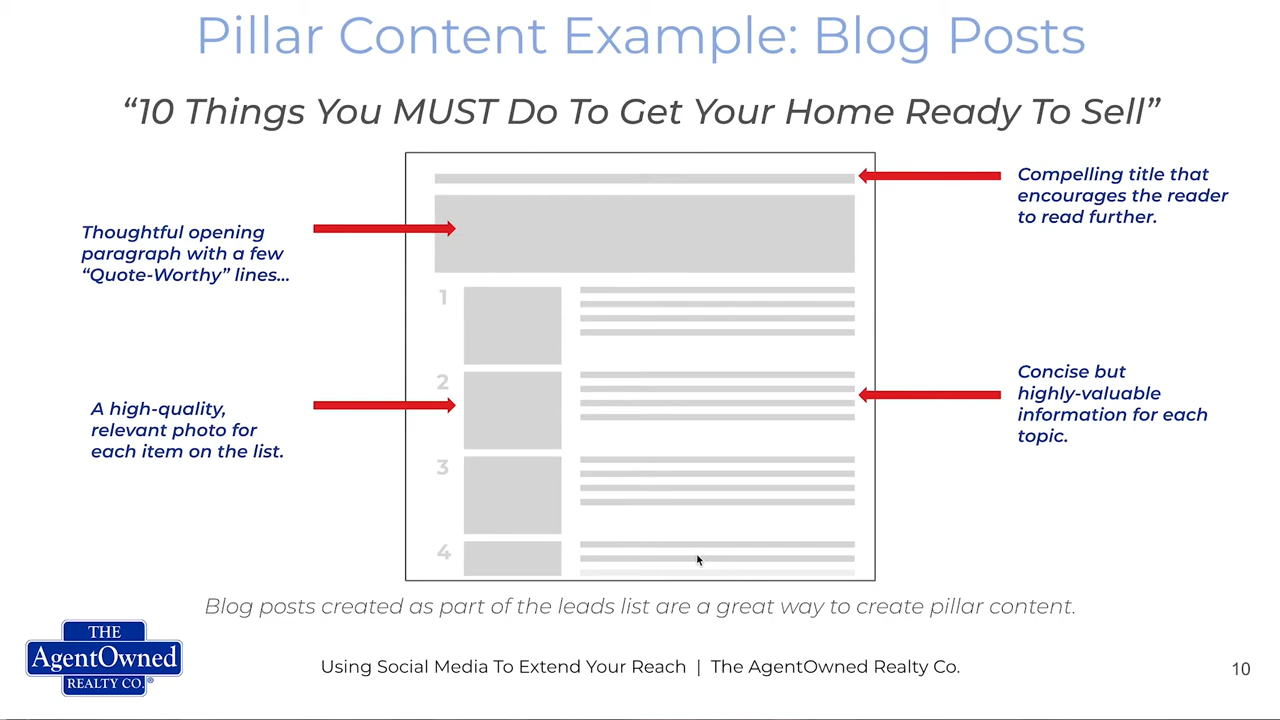 Pillar Content Example: Blog Posts
“10 Things You MUST Do To Get Your Home Ready To Sell”
Compelling title that
encourages the reader
to read further.
Thoughtful opening
paragraph with a few
“Quote-Worthy” lines...
1
2
3
4
A high-quality,
relevant photo for
each item on the list.
Concise but
highly-valuable
information for each
topic.
Blog posts created as part of the leads list are a great way to create pillar content.
THE
AgentOwned
REALTY CO.®
Using Social Media To Extend Your Reach | The AgentOwned Realty Co.
10